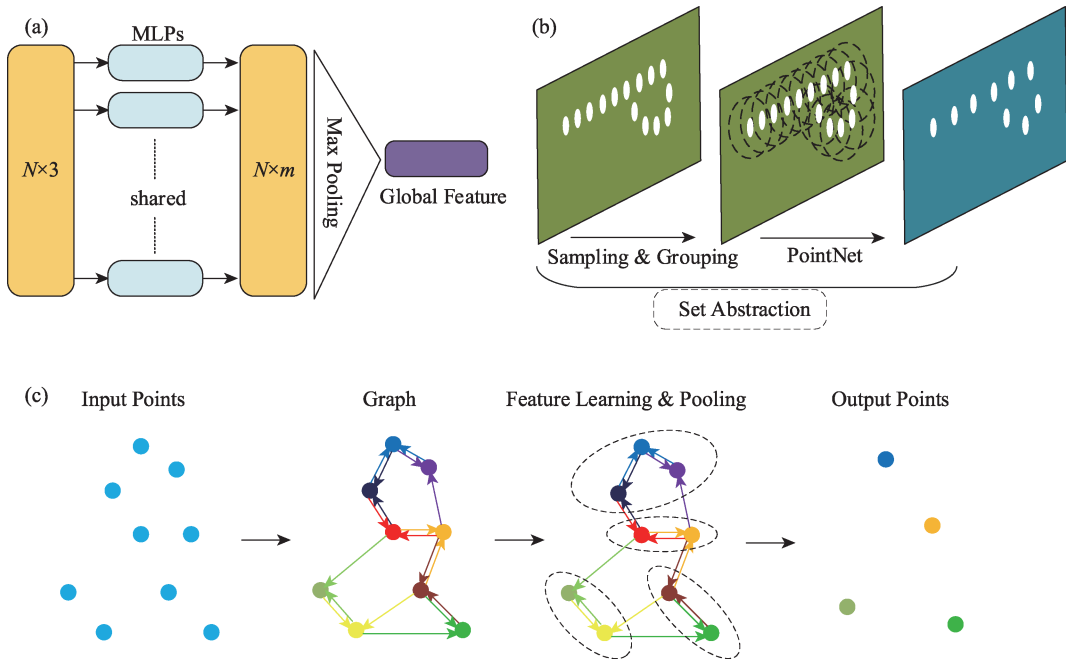 (a)
MLPs
N×3
shared
N×m
Max Pooling
Global Feature
(b)
Sampling & Grouping
PointNet
Set Abstraction
(c)
Input Points
Graph
Feature Learning & Pooling
Output Points